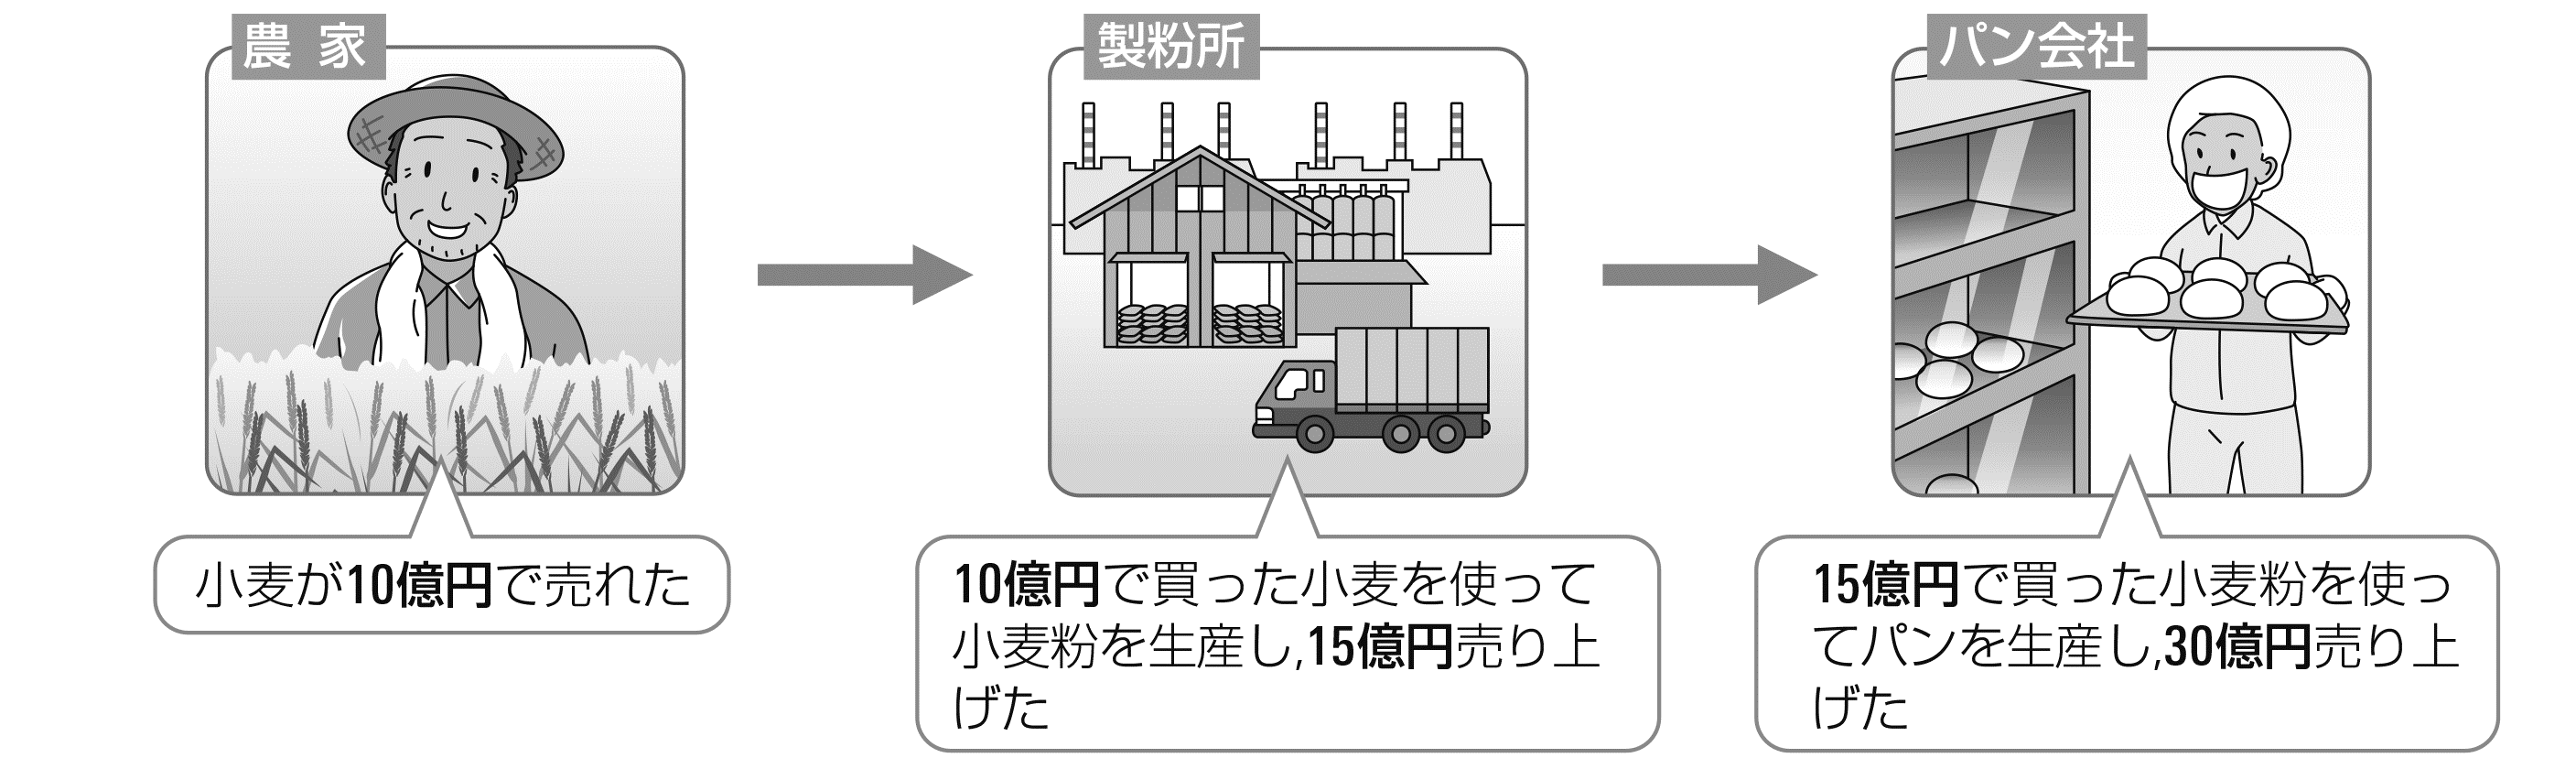 農家
製粉所
パン会社
小麦が10億円で売れた
10億円で買った小麦を使って
小麦粉を生産し,15億円売り上
げた
15億円で買った小麦粉を使っ
てパンを生産し,30億円売り上
げた